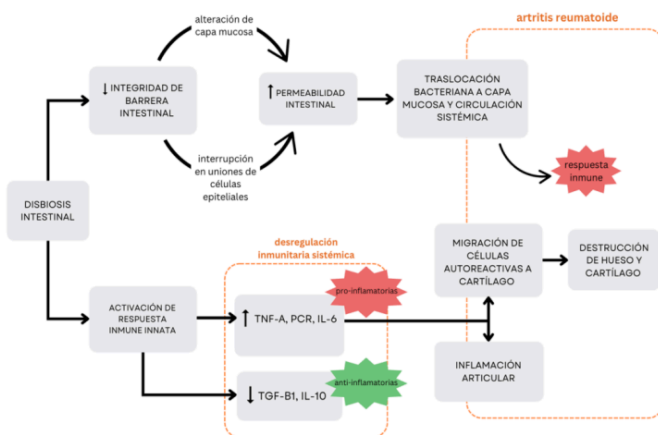 alteración de
capa mucosa
artritis reumatoide
↓ INTEGRIDAD DE
BARRERA
INTESTINAL
↑ PERMEABILIDAD
INTESTINAL
TRASLOCACIÓN
BACTERIANA A CAPA
MUCOSA Y CIRCULACIÓN
SISTÉMICA
interrupción
en uniones de
células
epiteliales
respuesta
inmune
DISBIOSIS
INTESTINAL
desregulación
inmunitaria sistémica
MIGRACIÓN DE
CÉLULAS
AUTOREACTIVAS A
CARTÍLAGO
DESTRUCCIÓN
DE HUESO Y
CARTÍLAGO
pro-inflamatorias
ACTIVACIÓN DE
RESPUESTA
INMUNE INNATA
↑ TNF-A, PCR, IL-6
INFLAMACIÓN
ARTICULAR
anti-inflamatorias
↓ TGF-B1, IL-10